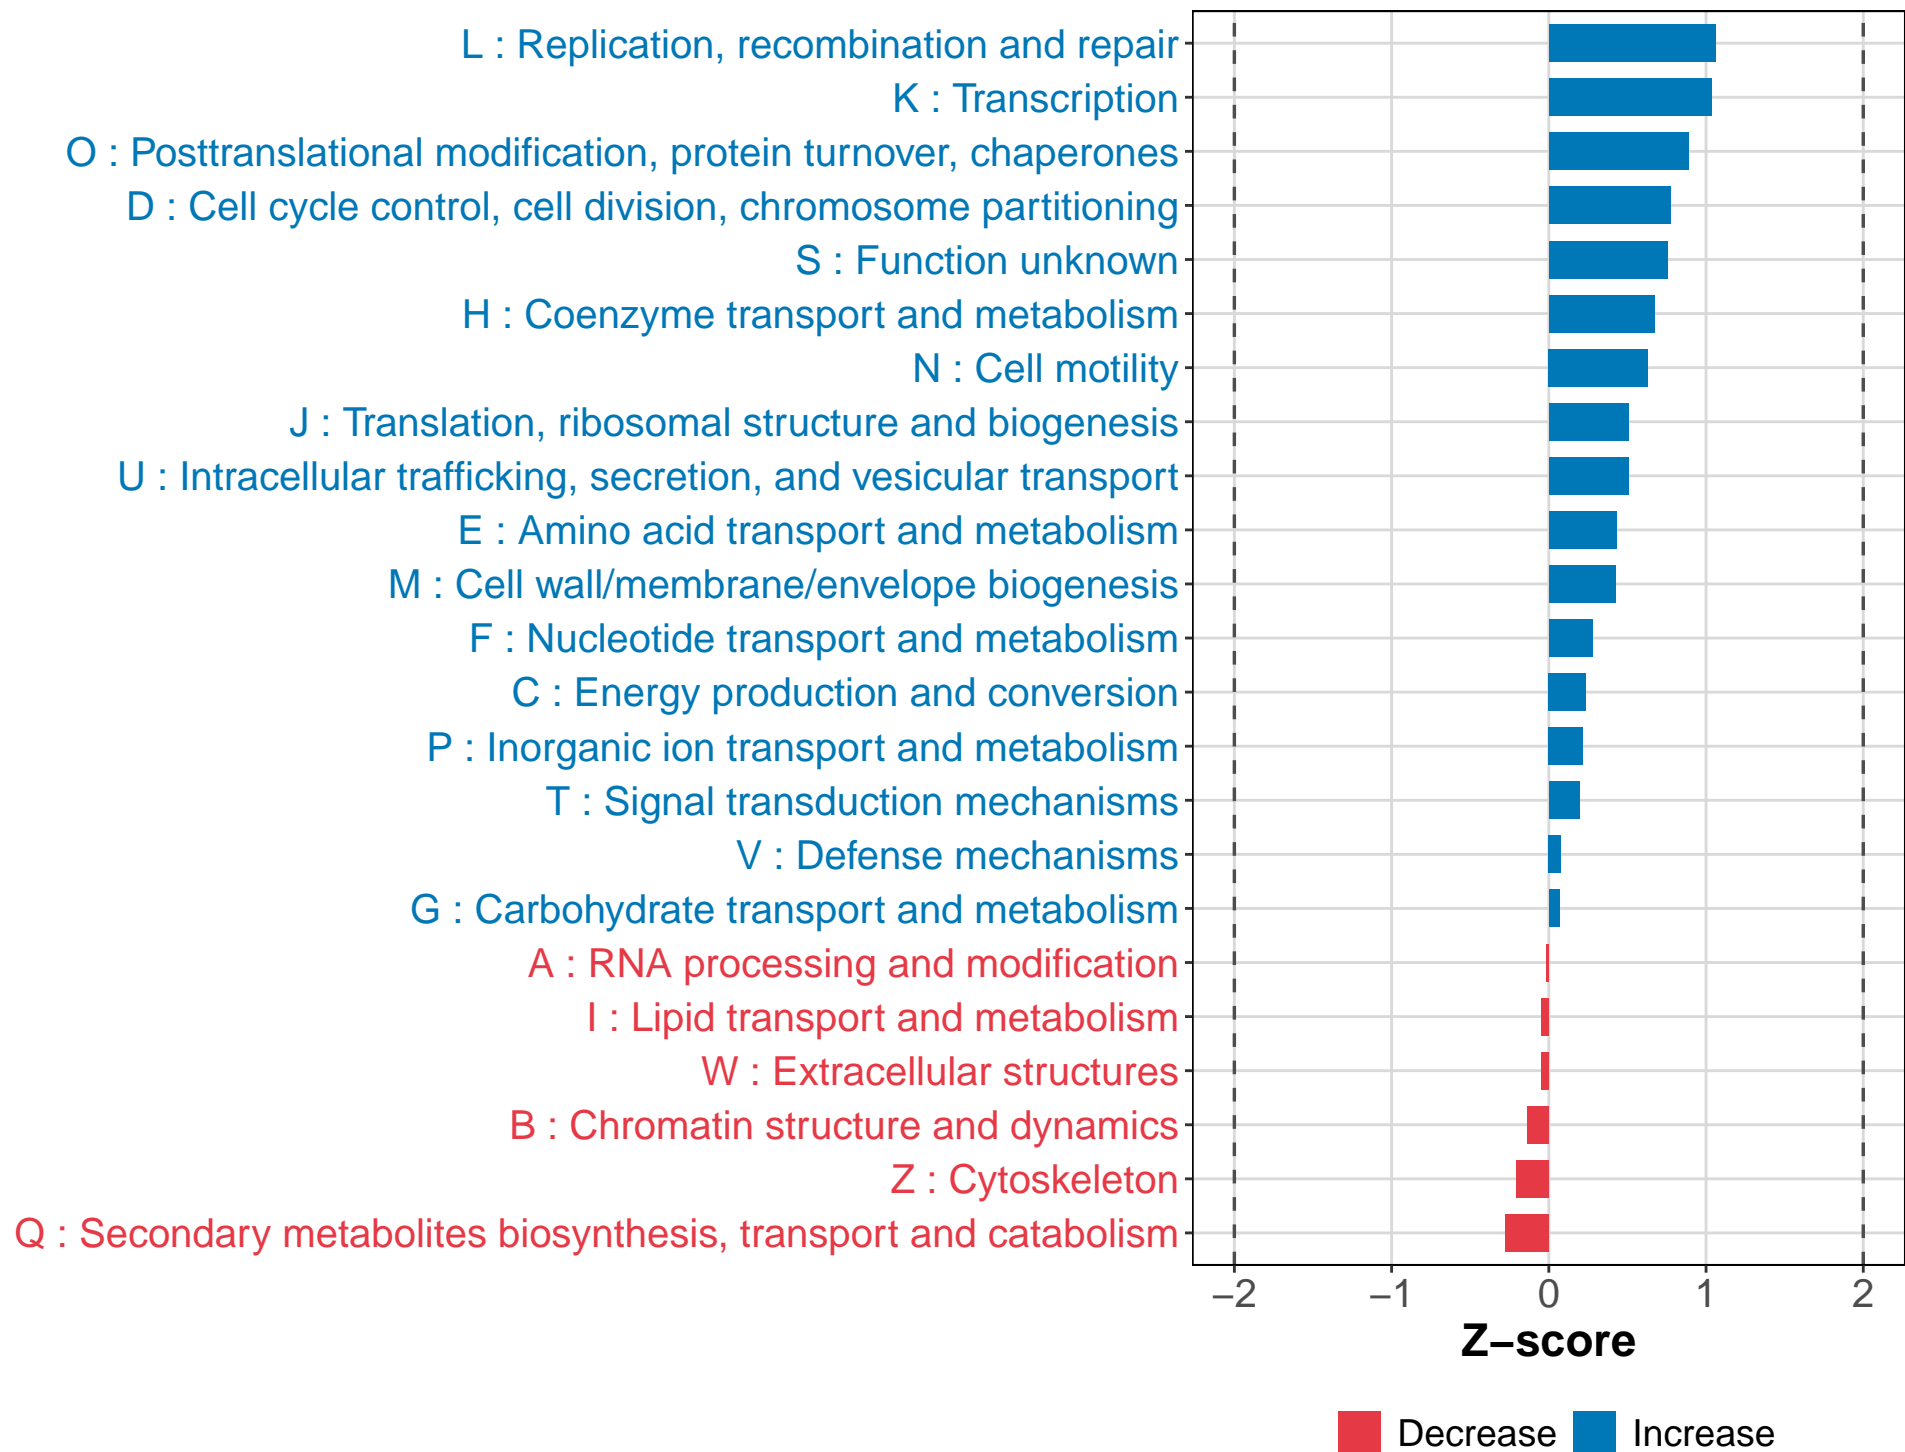 L : Replication, recombination and repair
K : Transcription
O : Posttranslational modification, protein turnover, chaperones
D : Cell cycle control, cell division, chromosome partitioning
S : Function unknown
H : Coenzyme transport and metabolism
N : Cell motility
J : Translation, ribosomal structure and biogenesis
U : Intracellular trafficking, secretion, and vesicular transport
E : Amino acid transport and metabolism
M : Cell wall/membrane/envelope biogenesis
F : Nucleotide transport and metabolism
C : Energy production and conversion
P : Inorganic ion transport and metabolism
T : Signal transduction mechanisms
V : Defense mechanisms
G : Carbohydrate transport and metabolism
A : RNA processing and modification
I : Lipid transport and metabolism
W : Extracellular structures
B : Chromatin structure and dynamics
Z : Cytoskeleton
Q : Secondary metabolites biosynthesis, transport and catabolism
−2 −1 0 1 2
Z−score
Decrease Increase